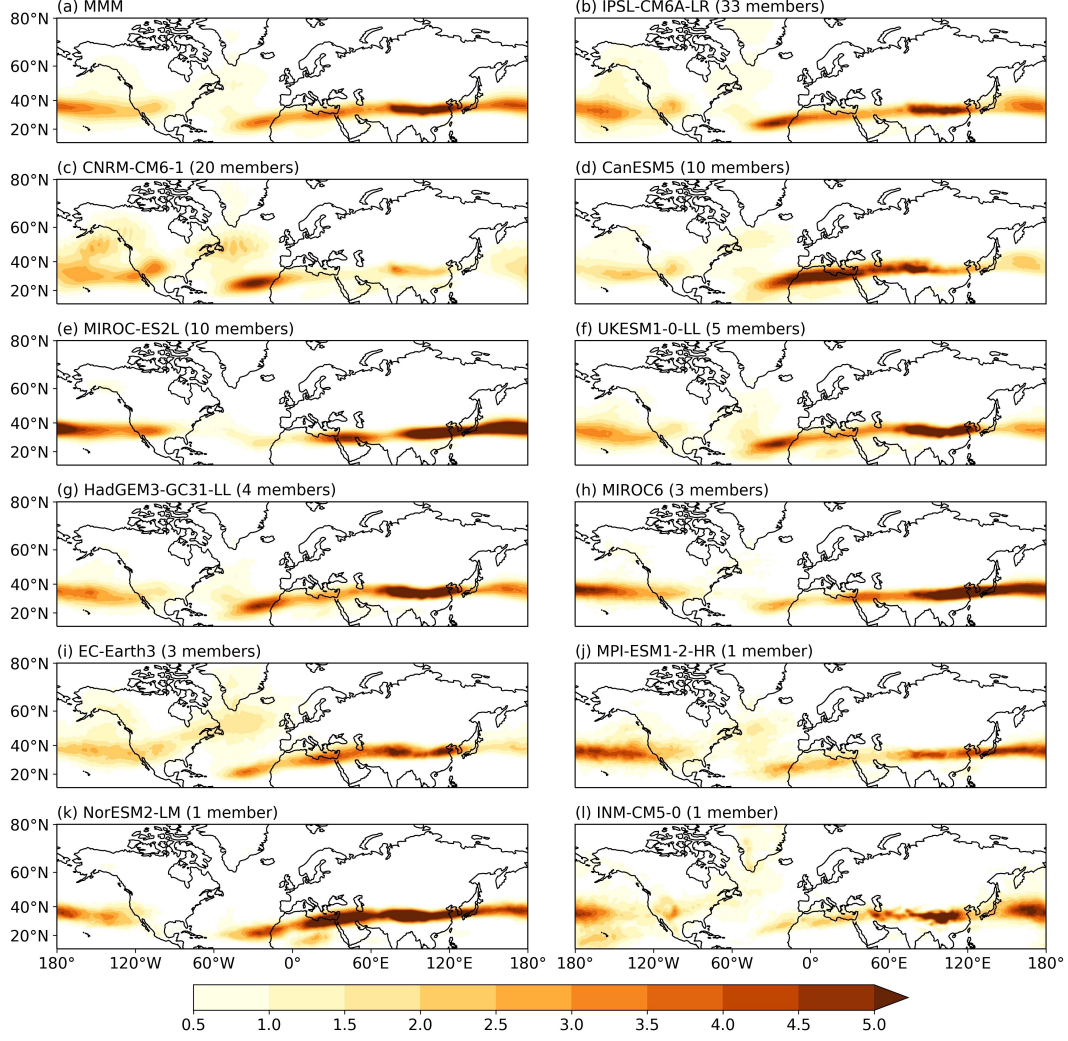 (a) MMM
(b) IPSL-CM6A-LR (33 members)
80°N
60°N
40°N
20°N
(c) CNRM-CM6-1 (20 members)
(d) CanESM5 (10 members)
80°N
60°N
40°N
20°N
(e) MIROC-ES2L (10 members)
(f) UKESM1-0-LL (5 members)
80°N
60°N
40°N
20°N
(g) HadGEM3-GC31-LL (4 members)
(h) MIROC6 (3 members)
80°N
60°N
40°N
20°N
(i) EC-Earth3 (3 members)
(j) MPI-ESM1-2-HR (1 member)
80°N
60°N
40°N
20°N
(k) NorESM2-LM (1 member)
(l) INM-CM5-0 (1 member)
80°N
60°N
40°N
20°N
180° 120°W 60°W 0° 60°E 120°E 180° 120°W 60°W 0° 60°E 120°E 180°
0.5 1.0 1.5 2.0 2.5 3.0 3.5 4.0 4.5 5.0